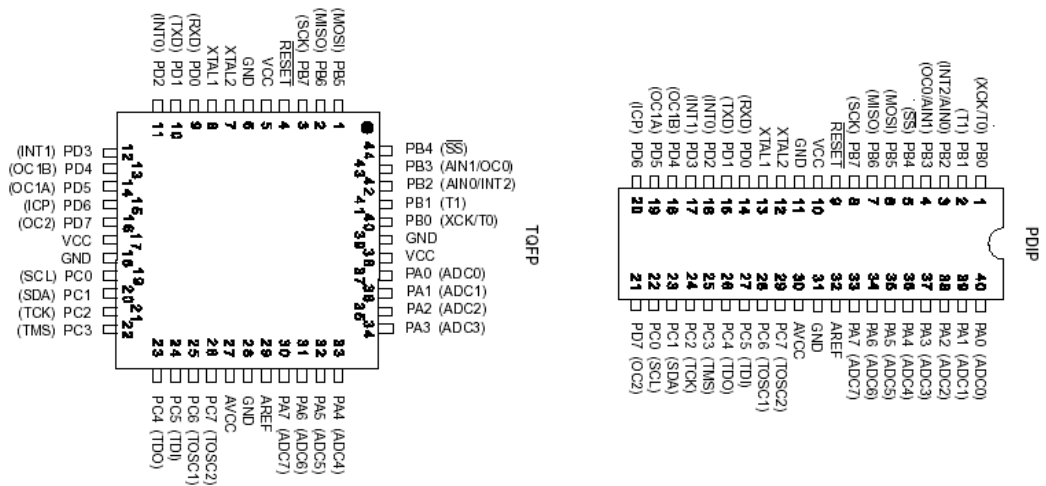 (INT0) PD2
(TXD) PD1
(RXD) PD0
XTAL1
XTAL2
GND
VCC
RESET
(SCK) PB7
(MISO) PB6
(MOSI) PB5
11 10 9 8 7 6 5 4 3 2 1
(INT1) PD3 12
(OC1B) PD4 13
(OC1A) PD5 14
(ICP) PD6 15
(OC2) PD7 16
VCC 17
GND 18
(SCL) PC0 19
(SDA) PC1 20
(TCK) PC2 21
(TMS) PC3 22
44 PB4 (SS)
43 PB3 (AIN1/OC0)
42 PB2 (AIN0/INT2)
41 PB1 (T1)
40 PB0 (XCK/T0)
39 GND
38 VCC
37 PA0 (ADC0)
36 PA1 (ADC1)
35 PA2 (ADC2)
34 PA3 (ADC3)
23 24 25 26 27 28 29 30 31 32 33
PC4 (TDO)
PC5 (TDI)
PC6 (TOSC1)
PC7 (TOSC2)
AVCC
GND
AREF
PA7 (ADC7)
PA6 (ADC6)
PA5 (ADC5)
PA4 (ADC4)
TQFP
(ICP) PD6
(OC1A) PD5
(OC1B) PD4
(INT1) PD3
(INT0) PD2
(TXD) PD1
(RXD) PD0
XTAL1
XTAL2
GND
VCC
RESET
(SCK) PB7
(MISO) PB6
(MOSI) PB5
(SS) PB4
(OC0/AIN1) PB3
(INT2/AIN0) PB2
(T1) PB1
(XCK/T0) PB0
20 19 18 17 16 15 14 13 12 11 10 9 8 7 6 5 4 3 2 1
21 22 23 24 25 26 27 28 29 30 31 32 33 34 35 36 37 38 39 40
PD7 (OC2)
PC0 (SCL)
PC1 (SDA)
PC2 (TCK)
PC3 (TMS)
PC4 (TDO)
PC5 (TDI)
PC6 (TOSC1)
PC7 (TOSC2)
AVCC
GND
AREF
PA7 (ADC7)
PA6 (ADC6)
PA5 (ADC5)
PA4 (ADC4)
PA3 (ADC3)
PA2 (ADC2)
PA1 (ADC1)
PA0 (ADC0)
PDIP